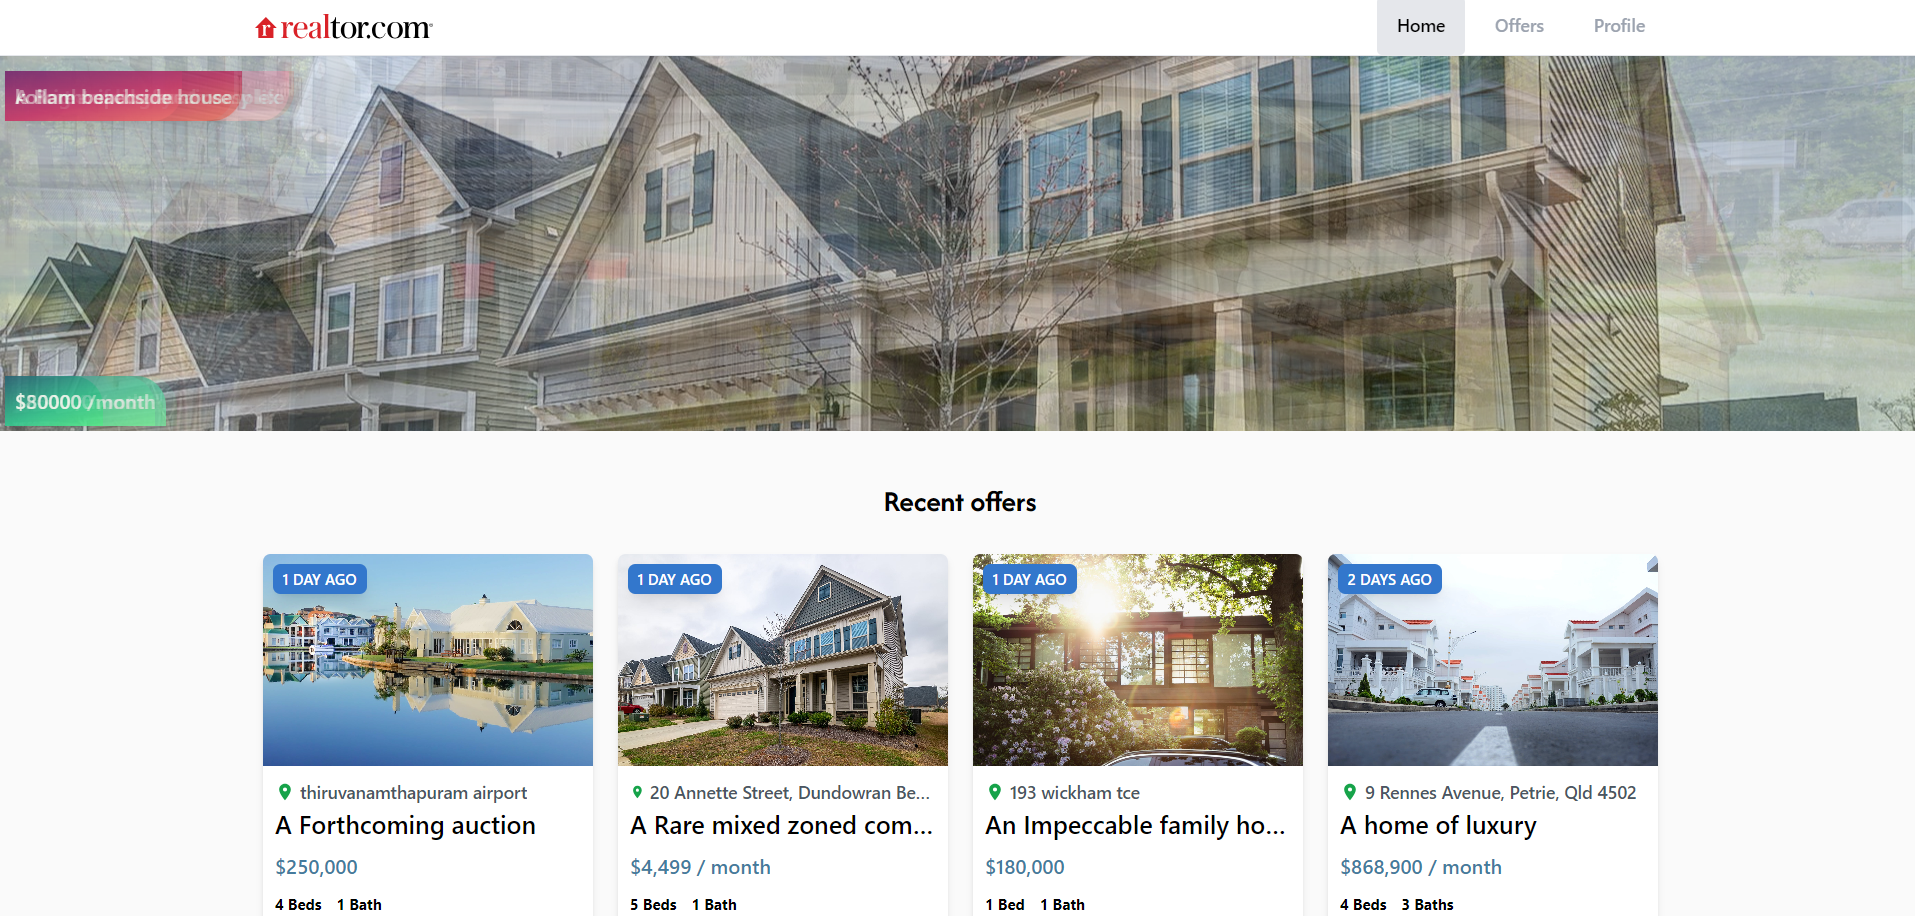 realtor.com
Home
Offers
Profile
beachside house
/month
Recent offers
1 DAY AGO
1 DAY AGO
1 DAY AGO
2 DAYS AGO
thiruvanamthapuram airport
20 Annette Street, Dundowran Be...
193 wickham tce
9 Rennes Avenue, Petrie, Qld 4502
A Forthcoming auction
A Rare mixed zoned com...
An Impeccable family ho...
A home of luxury
$250,000
$4,499 / month
$180,000
$868,900 / month
4 Beds 1 Bath
5 Beds 1 Bath
1 Bed 1 Bath
4 Beds 3 Baths